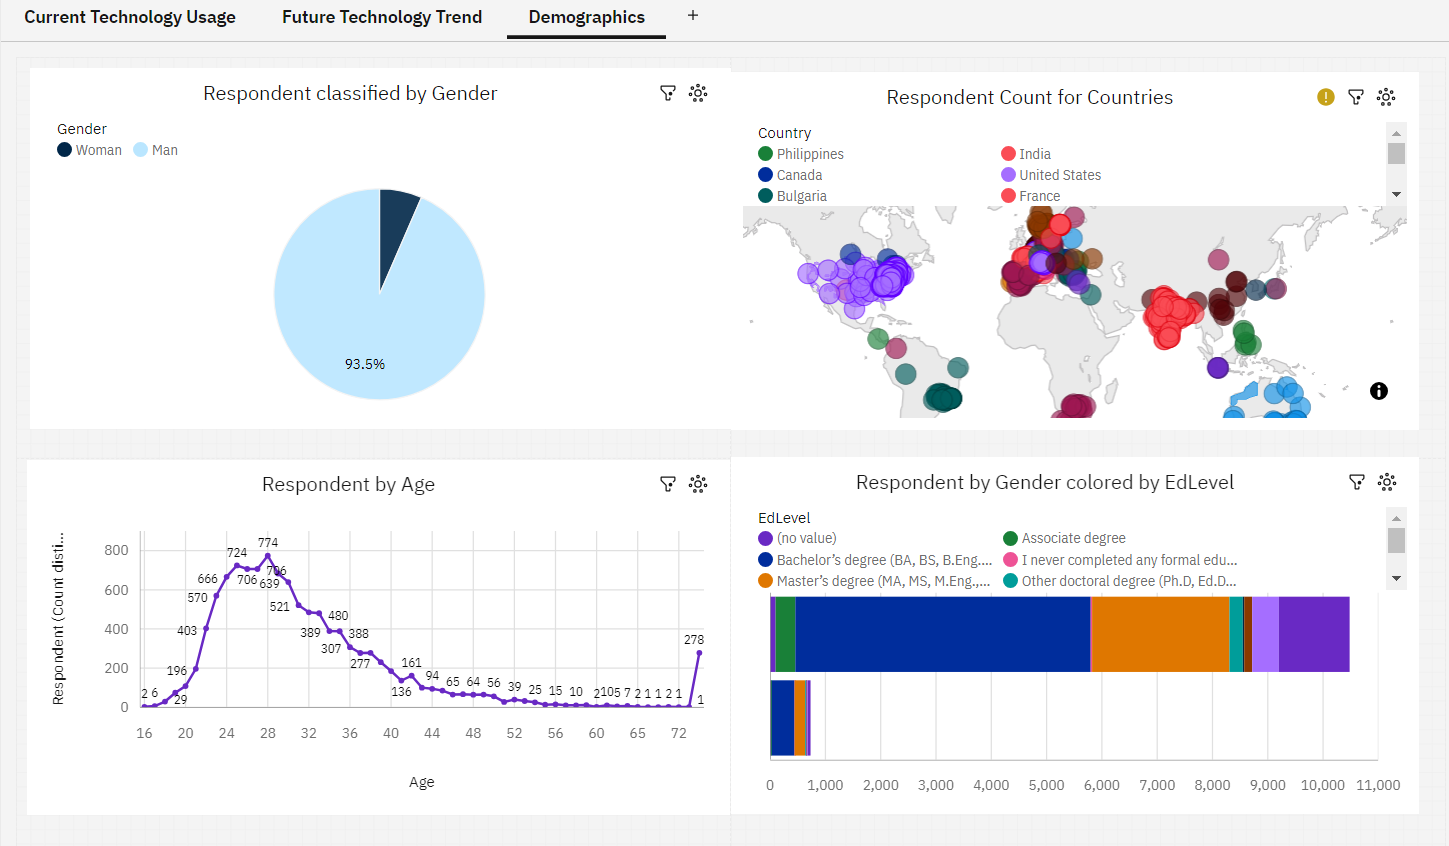 Current Technology Usage Future Technology Trend Demographics +
Respondent classified by Gender
Gender
Woman Man
93.5%
Respondent Count for Countries
Country
Philippines India
Canada United States
Bulgaria France
Respondent by Age
Respondent (Count disti...
800
600
400
200
0
2 6 29 196 403 570 666 724 706 774 706 639 521 389 480 307 388 277 136 161 94 65 64 56 39 25 15 10 2 10 5 7 2 1 1 2 1 278 1
16 20 24 28 32 36 40 44 48 52 56 60 65 72
Age
Respondent by Gender colored by EdLevel
EdLevel
(no value) Associate degree
Bachelor’s degree (BA, BS, B.Eng.... I never completed any formal edu...
Master’s degree (MA, MS, M.Eng.,... Other doctoral degree (Ph.D, Ed.D...
0 1,000 2,000 3,000 4,000 5,000 6,000 7,000 8,000 9,000 10,000 11,000